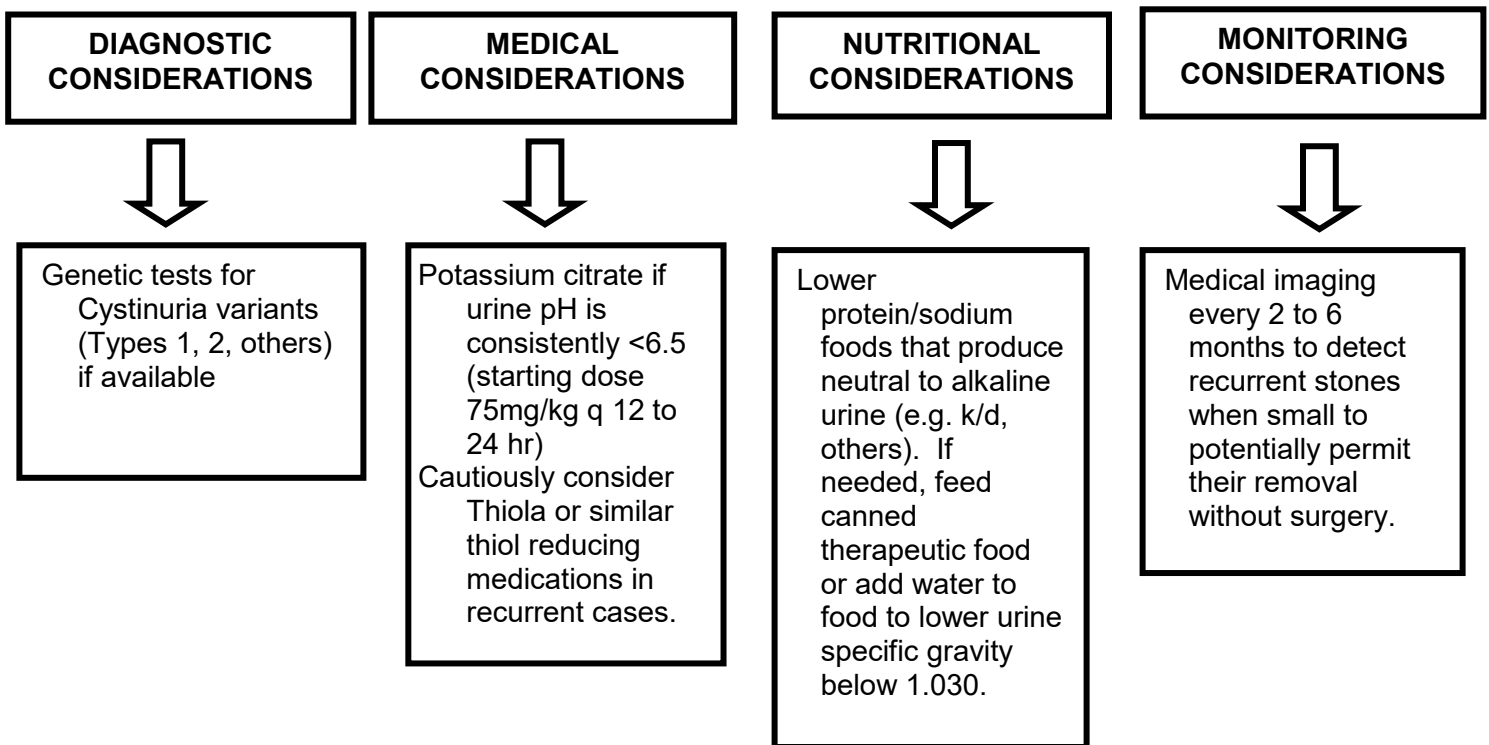 DIAGNOSTIC
CONSIDERATIONS
MEDICAL
CONSIDERATIONS
NUTRITIONAL
CONSIDERATIONS
MONITORING
CONSIDERATIONS
Genetic tests for
Cystinuria variants
(Types 1, 2, others)
if available
Potassium citrate if
urine pH is
consistently <6.5
(starting dose
75mg/kg q 12 to
24 hr)
Cautiously consider
Thiola or similar
thiol reducing
medications in
recurrent cases.
Lower
protein/sodium
foods that produce
neutral to alkaline
urine (e.g. k/d,
others).  If
needed, feed
canned
therapeutic food
or add water to
food to lower urine
specific gravity
below 1.030.
Medical imaging
every 2 to 6
months to detect
recurrent stones
when small to
potentially permit
their removal
without surgery.